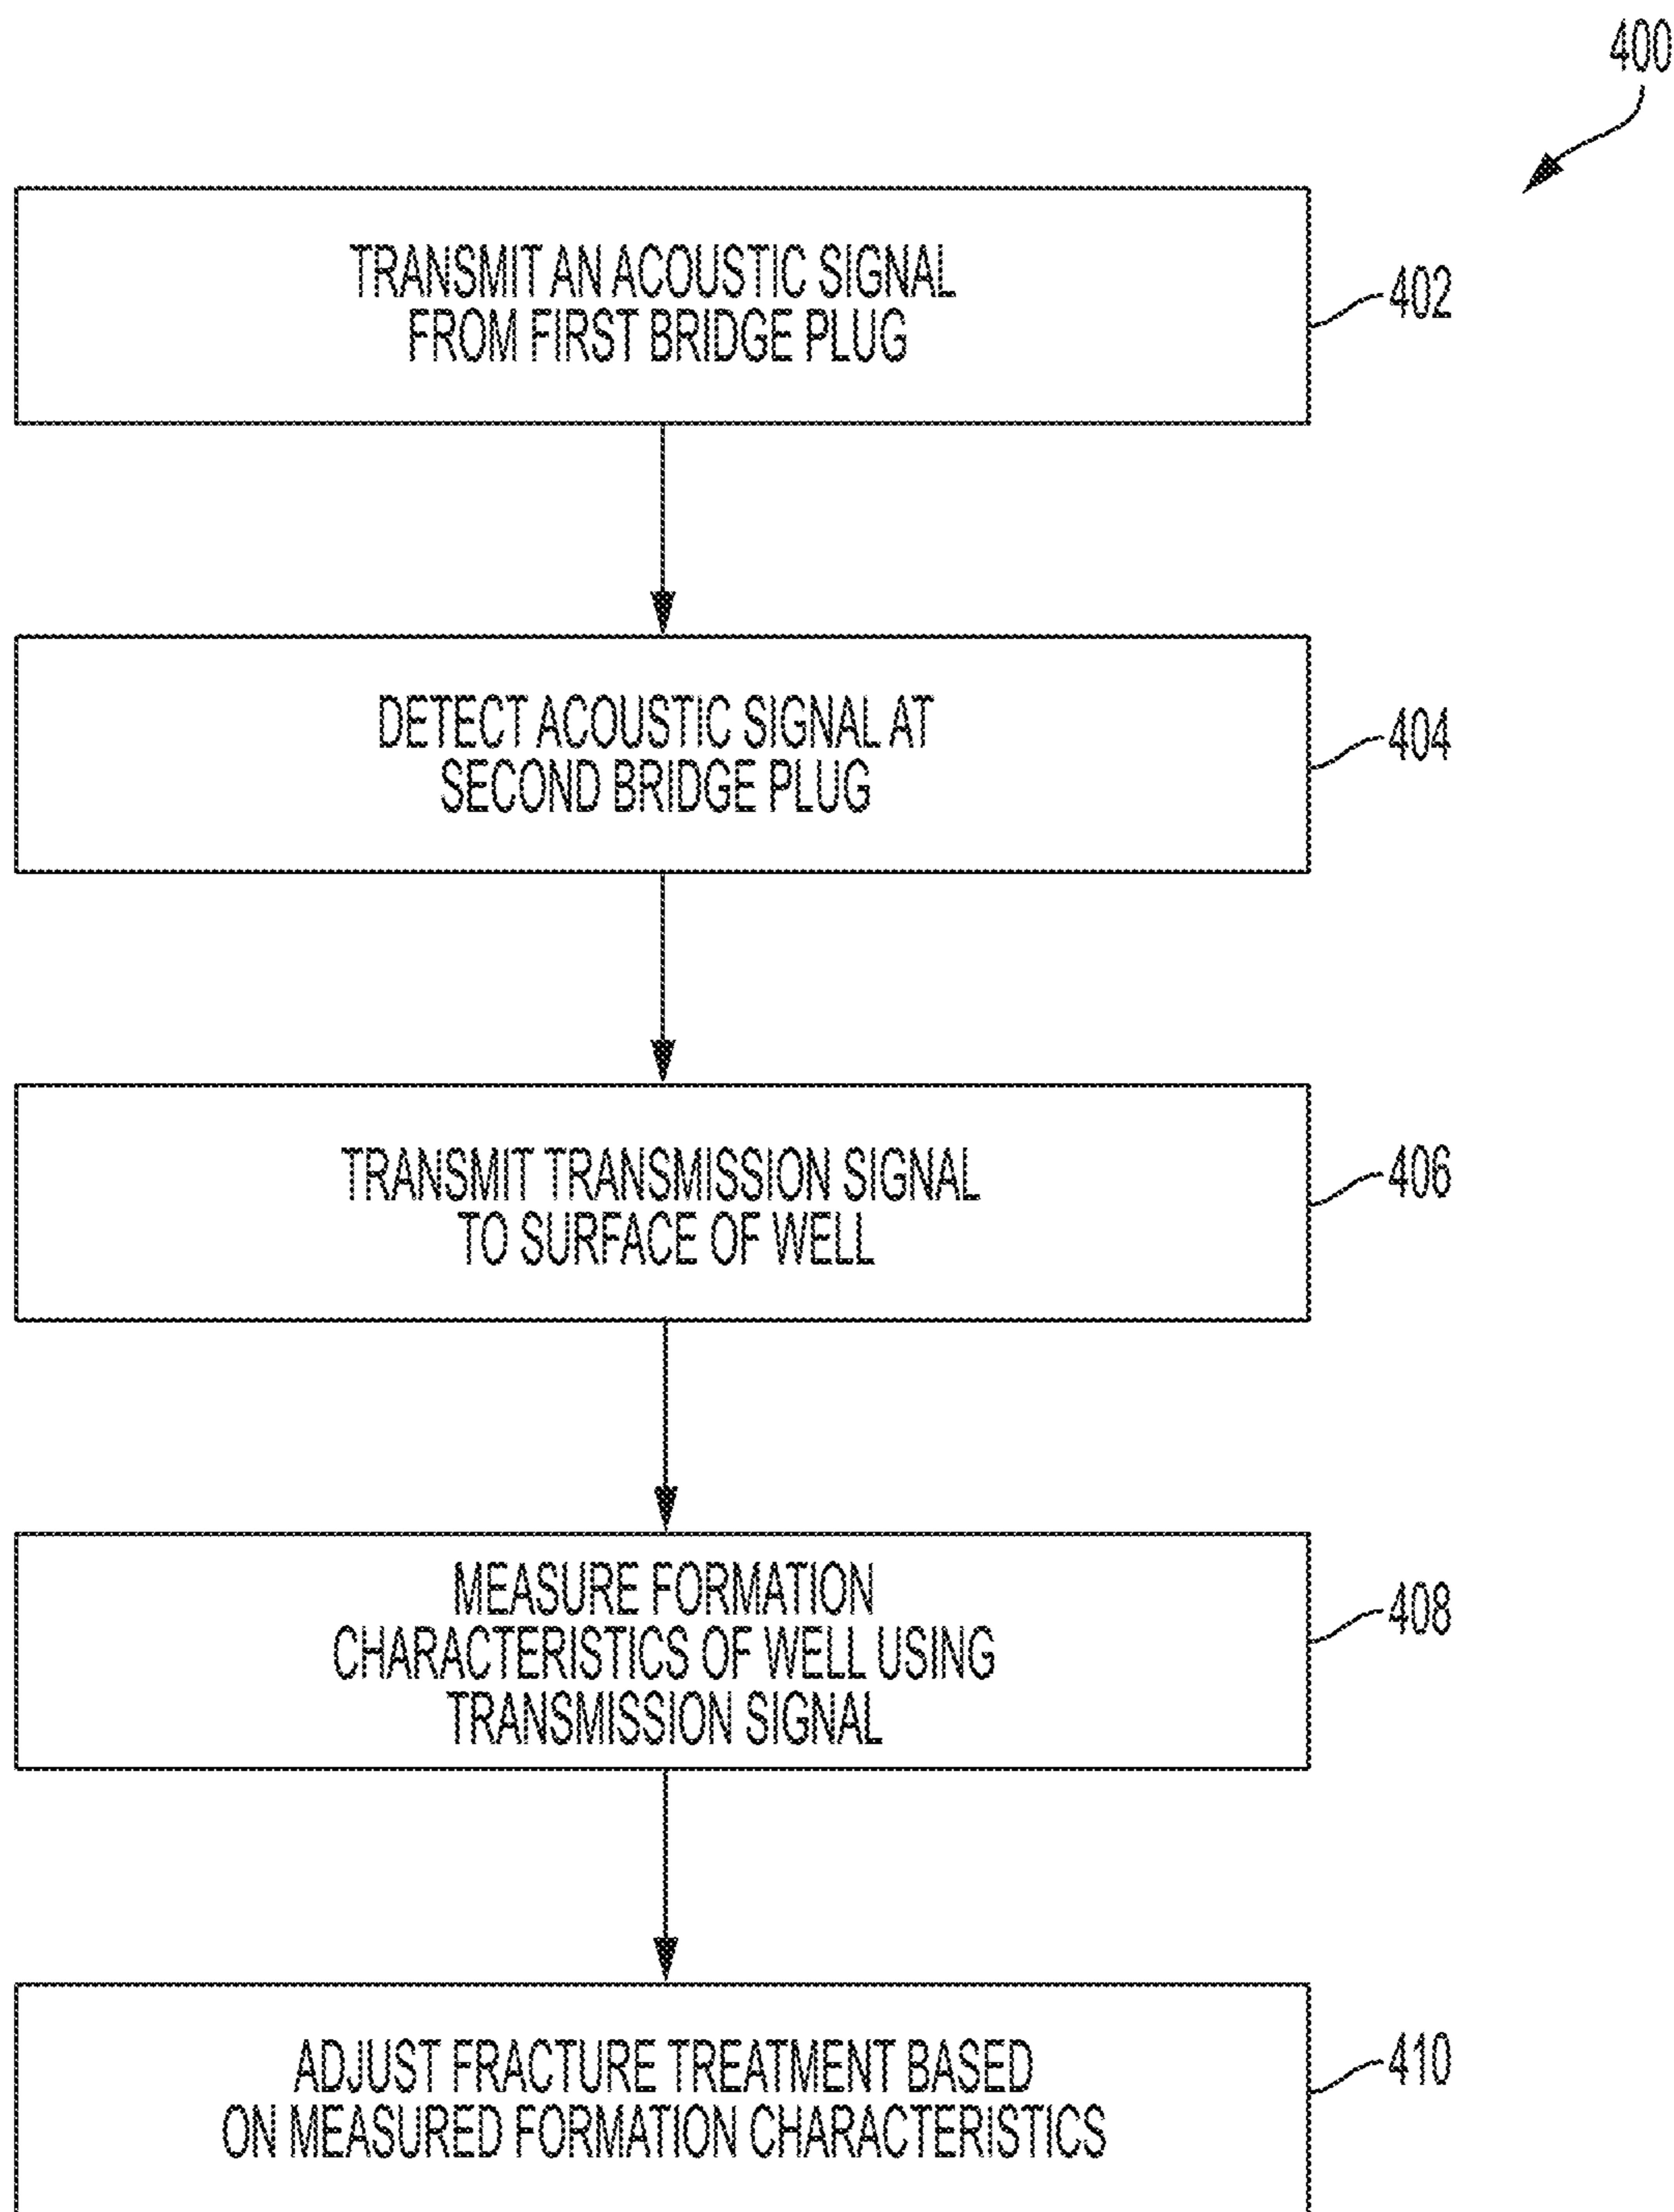 400
TRANSMIT AN ACOUSTIC SIGNAL
FROM FIRST BRIDGE PLUG
402
DETECT ACOUSTIC SIGNAL AT
SECOND BRIDGE PLUG
404
TRANSMIT TRANSMISSION SIGNAL
TO SURFACE OF WELL
406
MEASURE FORMATION
CHARACTERISTICS OF WELL USING
TRANSMISSION SIGNAL
408
ADJUST FRACTURE TREATMENT BASED
ON MEASURED FORMATION CHARACTERISTICS
410